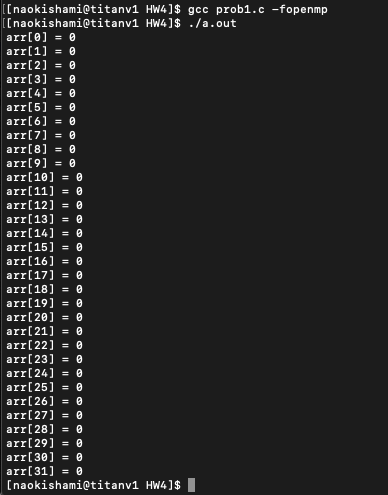 [[naokishami@titanv1 HW4]$ gcc prob1.c -fopenmp
[[naokishami@titanv1 HW4]$ ./a.out
arr[0] = 0
arr[1] = 0
arr[2] = 0
arr[3] = 0
arr[4] = 0
arr[5] = 0
arr[6] = 0
arr[7] = 0
arr[8] = 0
arr[9] = 0
arr[10] = 0
arr[11] = 0
arr[12] = 0
arr[13] = 0
arr[14] = 0
arr[15] = 0
arr[16] = 0
arr[17] = 0
arr[18] = 0
arr[19] = 0
arr[20] = 0
arr[21] = 0
arr[22] = 0
arr[23] = 0
arr[24] = 0
arr[25] = 0
arr[26] = 0
arr[27] = 0
arr[28] = 0
arr[29] = 0
arr[30] = 0
arr[31] = 0
[naokishami@titanv1 HW4]$